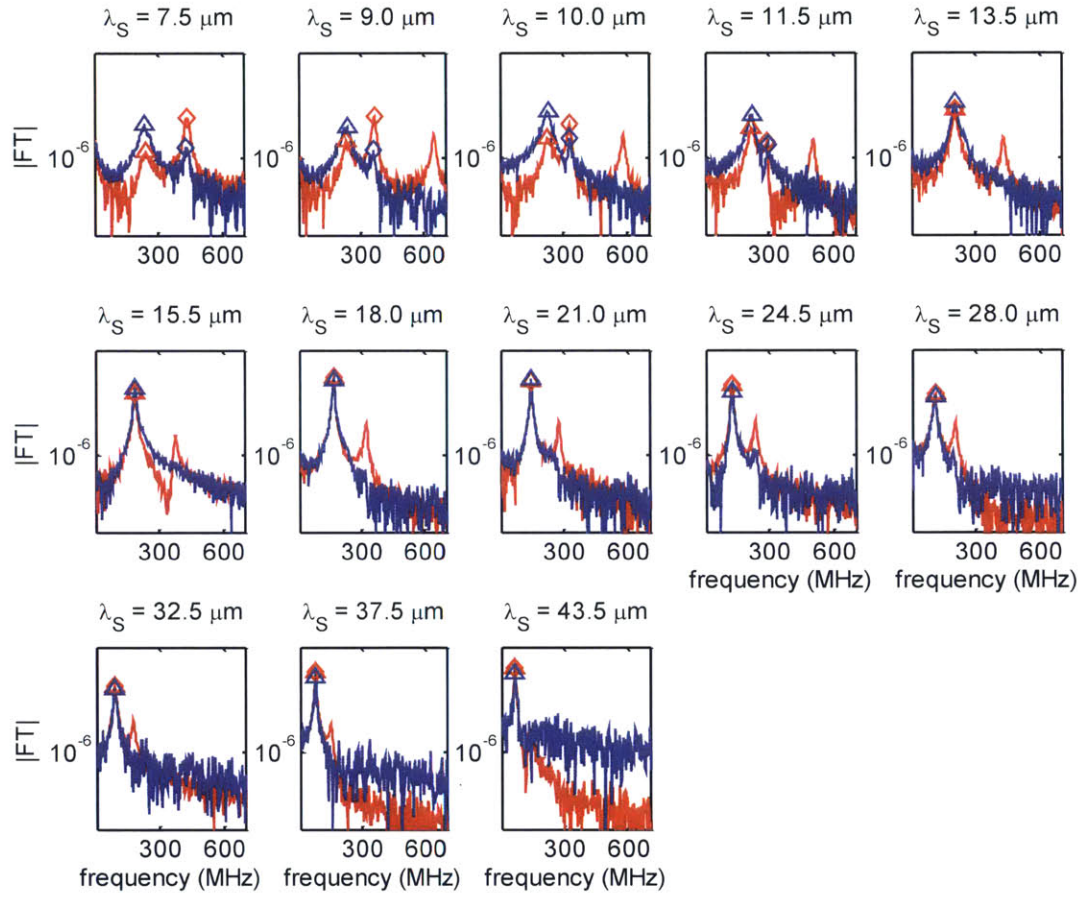 λS = 7.5 μm λS = 9.0 μm λS = 10.0 μm λS = 11.5 μm λS = 13.5 μm
|FT| 10-6 10-6 10-6 10-6 10-6
300 600 300 600 300 600 300 600 300 600
λS = 15.5 μm λS = 18.0 μm λS = 21.0 μm λS = 24.5 μm λS = 28.0 μm
|FT| 10-6 10-6 10-6 10-6 10-6
300 600 300 600 300 600 300 600 300 600
frequency (MHz) frequency (MHz)
λS = 32.5 μm λS = 37.5 μm λS = 43.5 μm
|FT| 10-6 10-6 10-6
300 600 300 600 300 600
frequency (MHz) frequency (MHz) frequency (MHz)